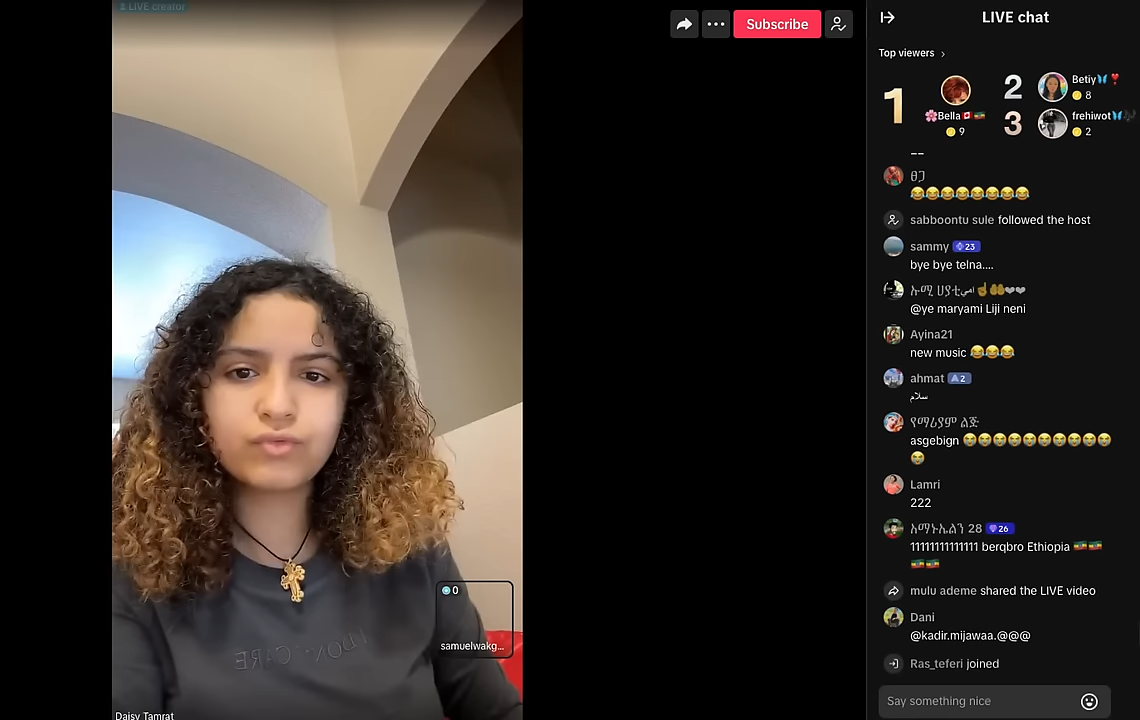 LIVE creator
Subscribe
LIVE chat
Top viewers
1
🌸Bella🇨🇦🇪🇹
9
2
Betiy🦋❣️
8
3
frehiwot🦋
2
ፀጋ
😂😂😂😂😂😂😂😂
sabboontu sule followed the host
sammy 23
bye bye telna....
ኡሚ ሀያቲامي☝🤲❤❤
@ye maryami Liji neni
Ayina21
new music 😂😂😂
ahmat 2
سلام
የማሪያም ልጅ
asgebign 😭😭😭😭😭😭😭😭😭😭
😭
Lamri
222
አማኑኤልን 28 26
11111111111111 berqbro Ethiopia 🇪🇹🇪🇹
🇪🇹🇪🇹
mulu ademe shared the LIVE video
Dani
@kadir.mijawaa.@@@
Ras_teferi joined
Say something nice
I DON'T CARE
0
samuelwakg...
Daisy Tamrat